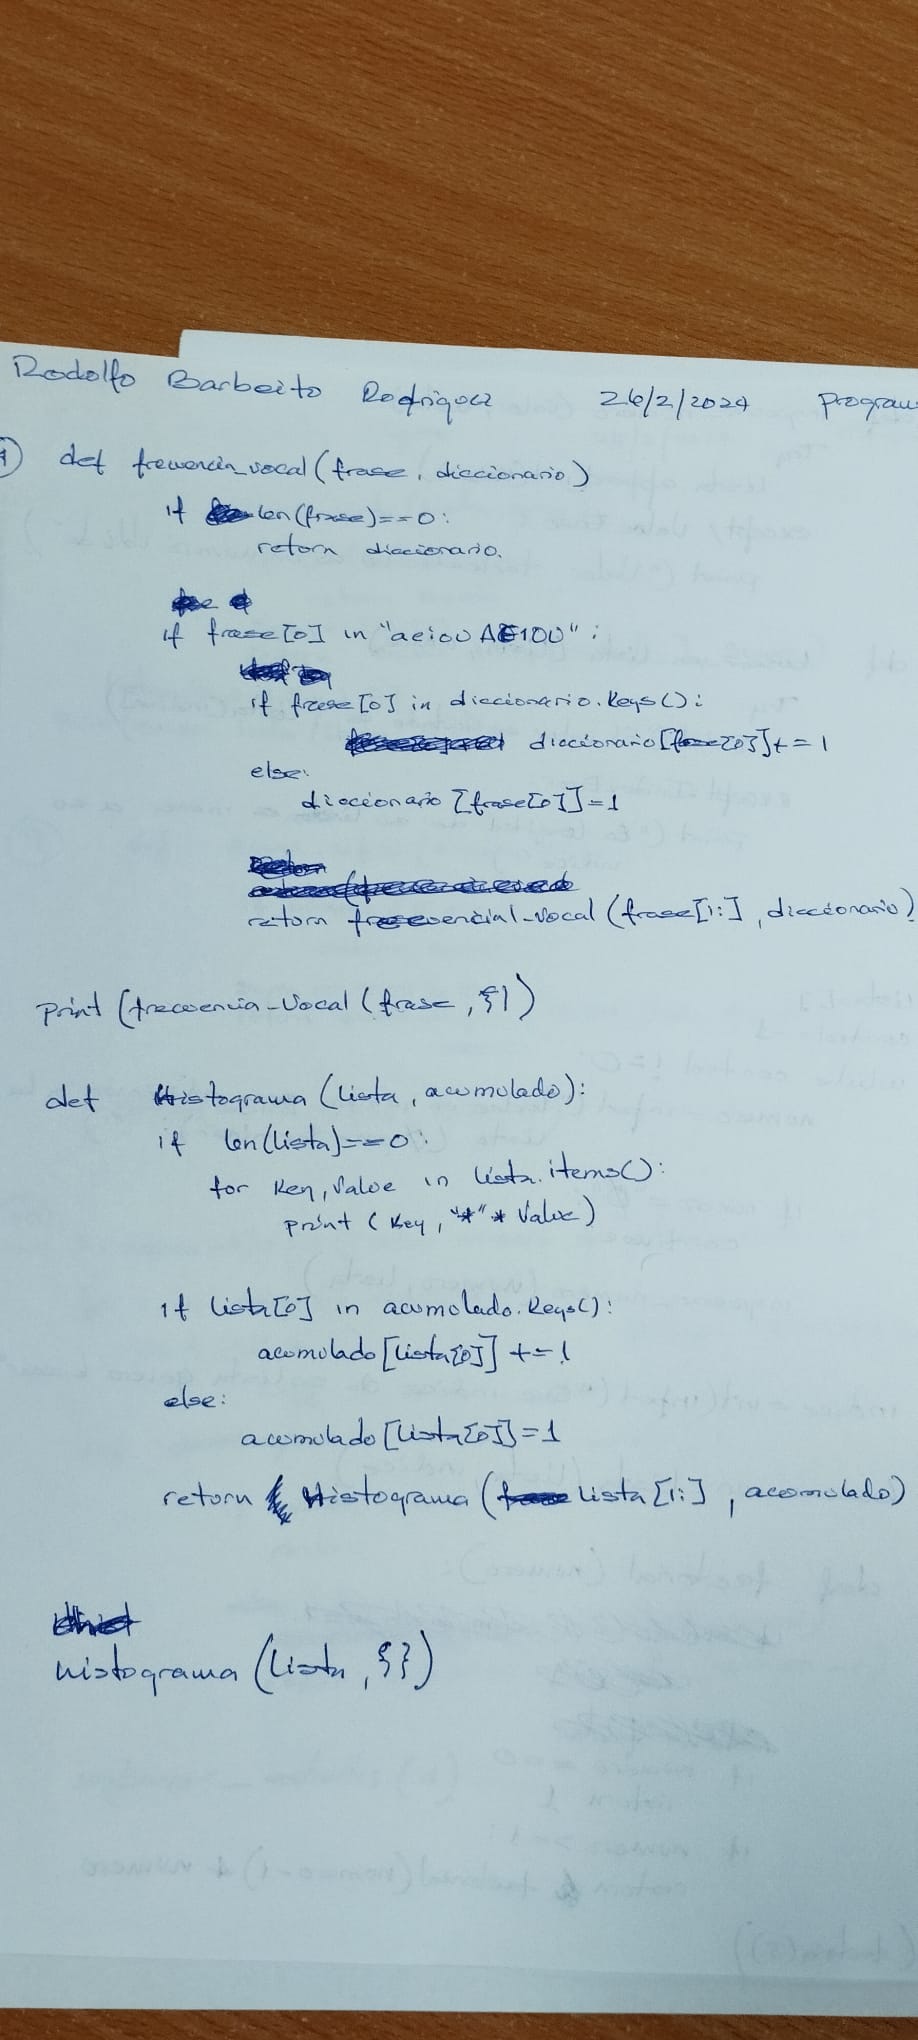 Rodolfo Barbeito Rodriguez 26/2/2024 Program
1) def frecuencia_vocal (frase, diccionario)
if len(frase)==0:
return diccionario.
if frase[0] in "aeiou AEIOU":
if frase[0] in diccionario.keys():
diccionario[frase[0]]+=1
else:
diccionario [frase[0]]=1
return frecuencial_vocal (frase[1:], diccionario)
print (frecuencia_vocal (frase, {})
def Histograma (lista, acumulado):
if len(lista)==0:
for key, value in lista.items():
print (key, "*" * value)
if lista[0] in acumulado.keys():
acumulado [lista[0]] +=1
else:
acumulado [lista[0]]=1
return Histograma (lista [1:], acumulado)
histograma (lista, {})